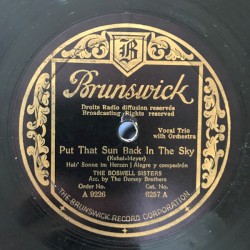 B
Brunswick
Droits Radio diffusion reservés
Broadcasting Rights reserved
Vocal Trio
with Orchestra
Put That Sun Back In The Sky
(Kahal-Meyer)
Hab' Sonne im Herzen | Alegre y compadrón
THE BOSWELL SISTERS
Acc. by The Dorsey Brothers
Order No.
Cat. No.
A 9226
6257 A
THE BRUNSWICK RECORD CORPORATION